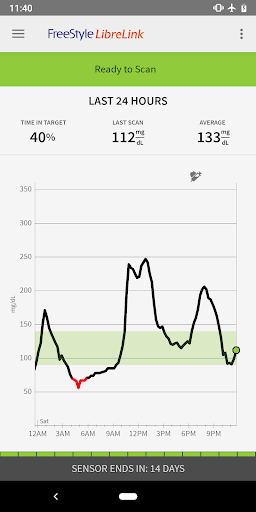 11:40
FreeStyle LibreLink
Ready to Scan
LAST 24 HOURS
TIME IN TARGET
40%
LAST SCAN
112 mg/dL
AVERAGE
133 mg/dL
350
300
250
200
150
100
50
mg/dL
Sat
12AM 3AM 6AM 9AM 12PM 3PM 6PM 9PM
SENSOR ENDS IN: 14 DAYS